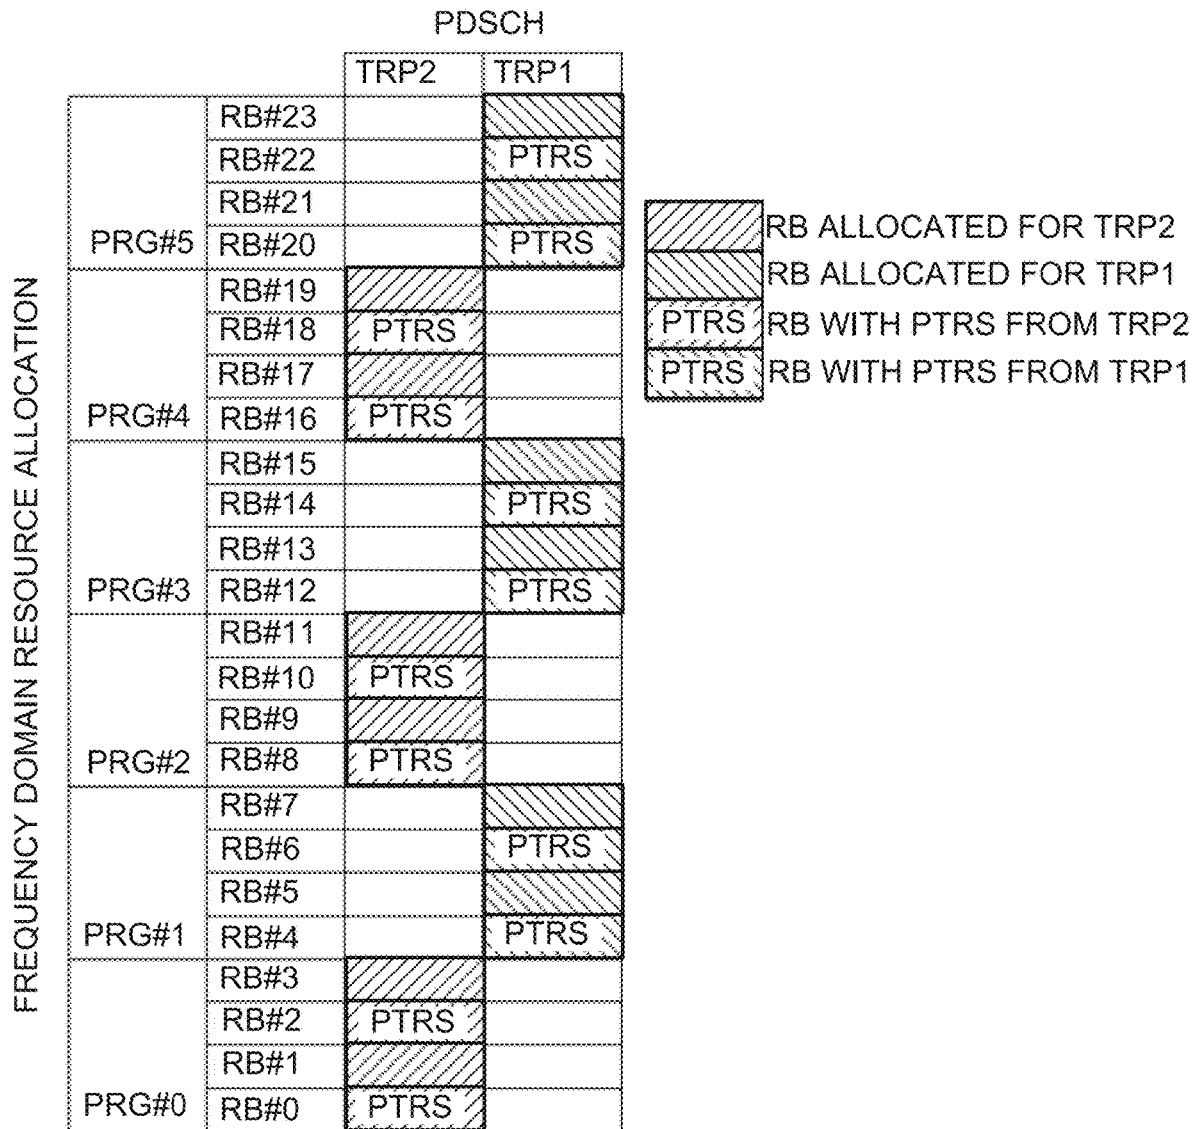 PDSCH
TRP2 TRP1
RB#23
RB#22 PTRS
RB#21
PRG#5 RB#20 PTRS
RB#19
RB#18 PTRS
RB#17
PRG#4 RB#16 PTRS
RB#15
RB#14 PTRS
RB#13
PRG#3 RB#12 PTRS
RB#11
RB#10 PTRS
RB#9
PRG#2 RB#8 PTRS
RB#7
RB#6 PTRS
RB#5
PRG#1 RB#4 PTRS
RB#3
RB#2 PTRS
RB#1
PRG#0 RB#0 PTRS
FREQUENCY DOMAIN RESOURCE ALLOCATION
RB ALLOCATED FOR TRP2
RB ALLOCATED FOR TRP1
PTRS RB WITH PTRS FROM TRP2
PTRS RB WITH PTRS FROM TRP1